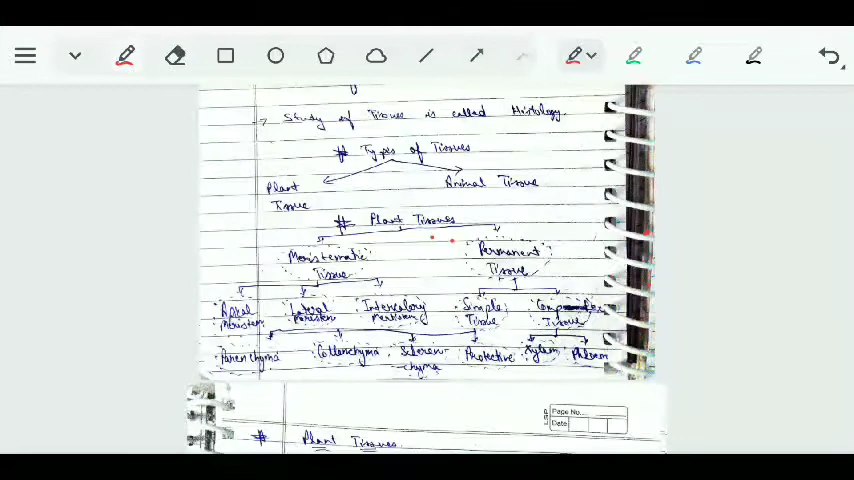 → Study of Tissues is called Histology.
# Types of Tissues
Plant Tissue
Animal Tissue
# Plant Tissues
Meristematic Tissue
Permanent Tissue
Apical Meristem
Lateral Meristem
Intercalary Meristem
Simple Tissue
Complex Tissue
Parenchyma
Collenchyma
Scleren-
chyma
Protective
Xylem
Phloem
Page No...
Date
# Plant Tissues.